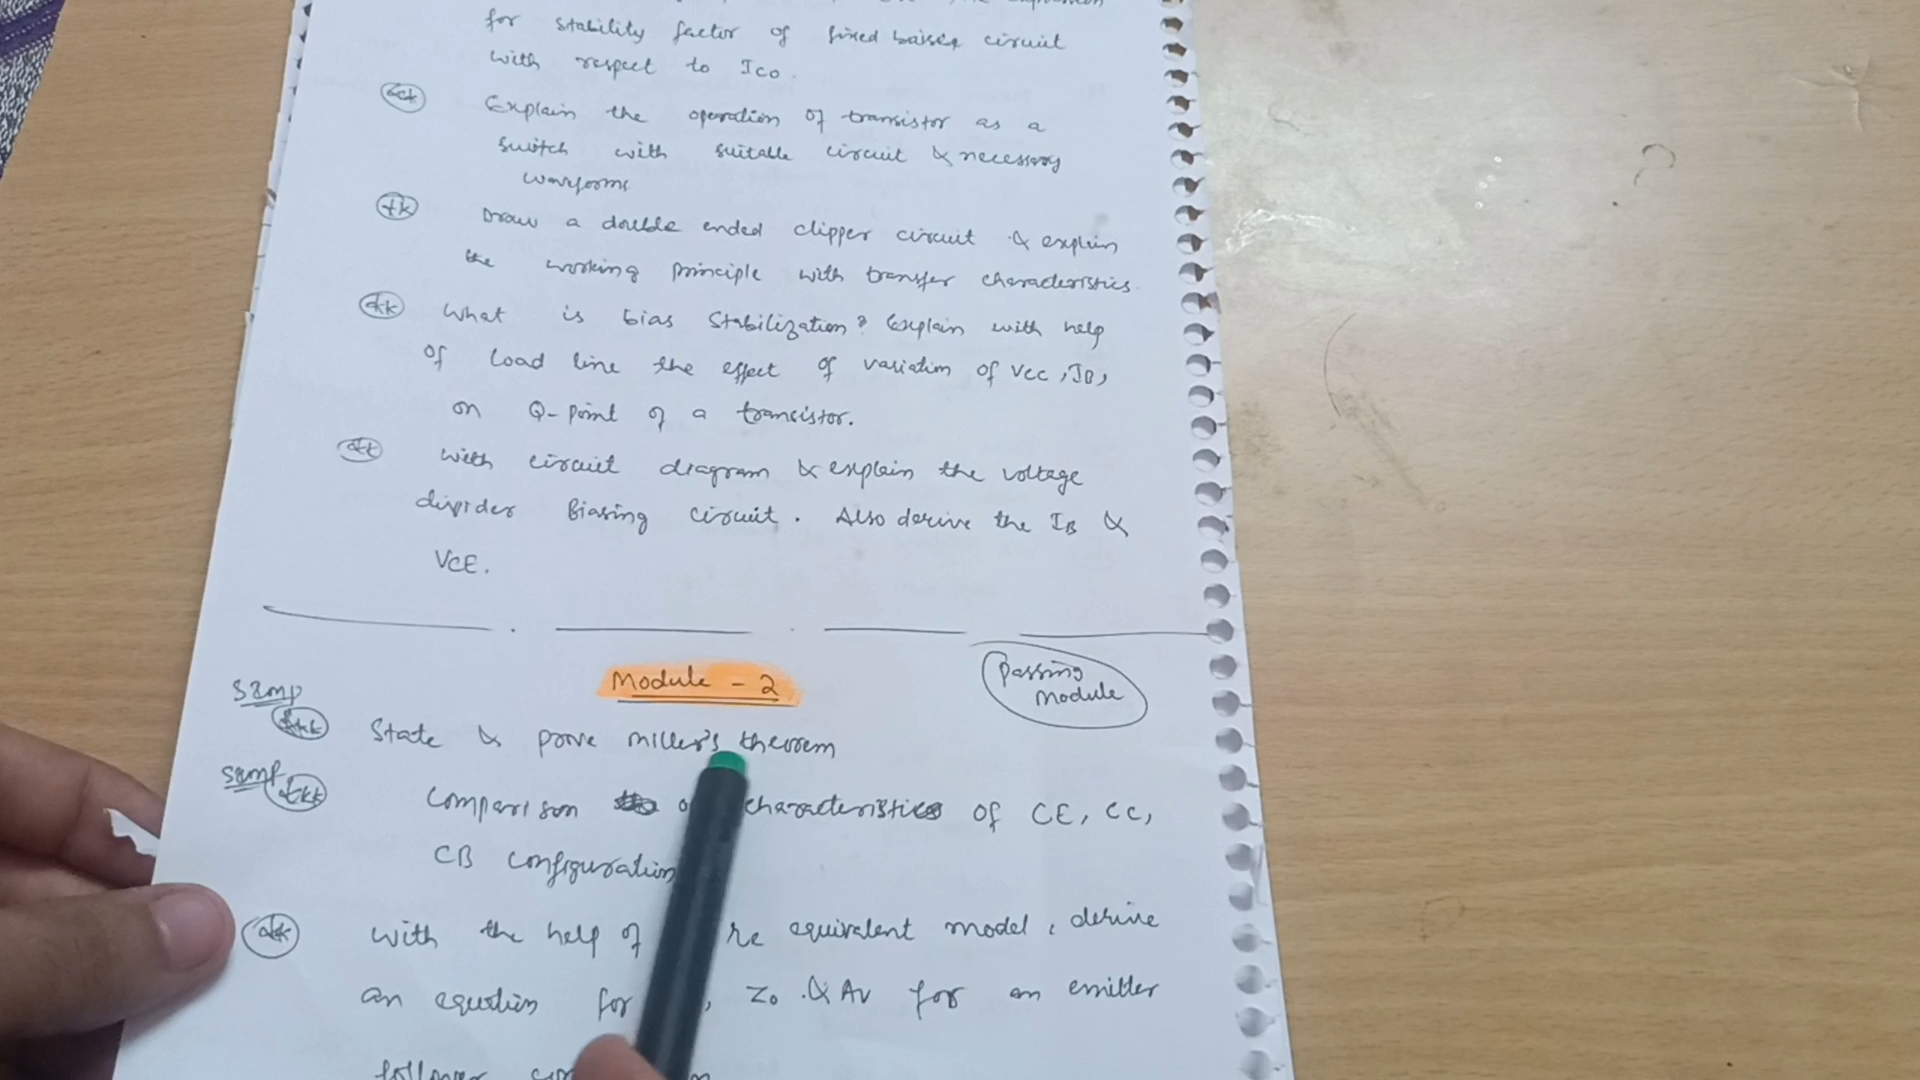 for stability factor of fixed baised circuit
with respect to Ico.
Explain the operation of transistor as a
switch with suitable circuit & necessary
waveforms
Draw a double ended clipper circuit & explain
the working principle with transfer characteristics.
What is bias Stabilization? Explain with help
of load line the effect of variation of Vcc, IB,
on Q-point of a transistor.
with circuit diagram & explain the voltage
divider Biasing circuit. Also derive the IB &
VCE.
Module - 2
Passing
module
State & prove miller's theorem
Comparison characteristics of CE, CC,
CB configuration
with the help of re equivalent model, derive
an equation for , Zo & Av for an emitter
follower